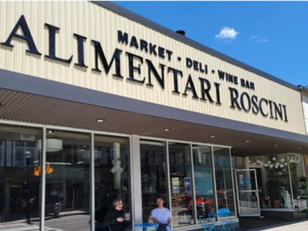 MARKET • DELI • WINE BAR
ALIMENTARI ROSCINI